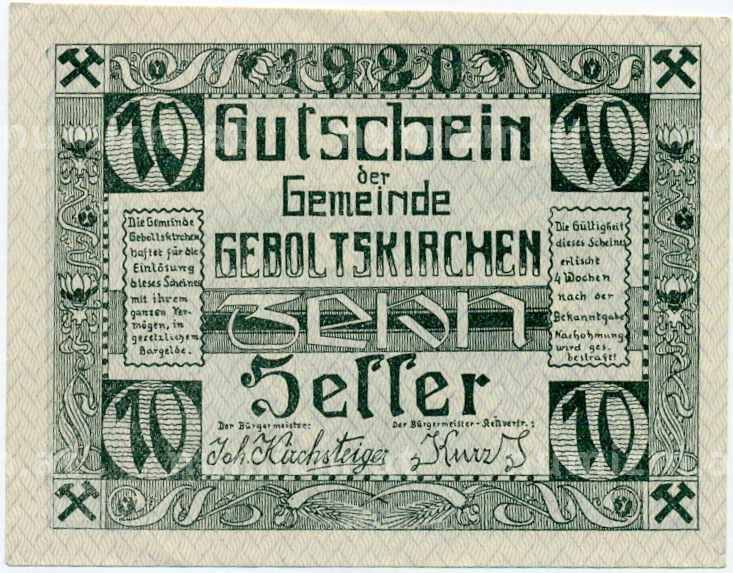 1920
10
10
Gutschein
der
Gemeinde
GEBOLTSKIRCHEN
Zehn
Heller
Die Gemeinde
Geboltskirchen
haftet für die
Einlösung
dieses Scheines
mit ihrem
ganzen Ver-
mögen, in
gesetzlichem
Bargelde.
Die Gültigkeit
dieses Scheines
erlischt
4 Wochen
nach der
Bekanntgabe
Nachahmung
wird ges.
bestraft!
10
10
Der Bürgermeister:
Joh. Kirchsteiger
Der Bürgermeister-Stellvertr.:
Kurz J